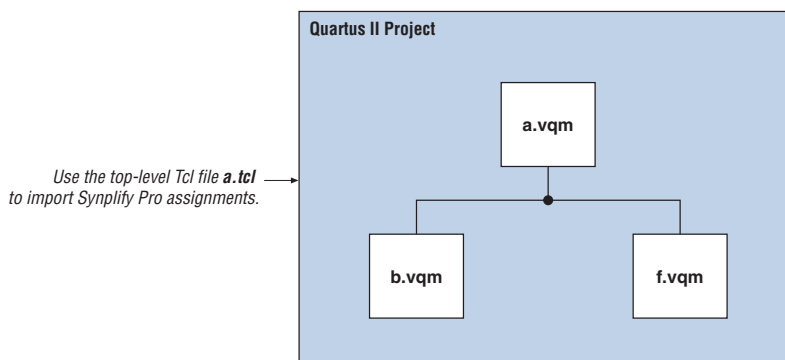 Quartus II Project
a.vqm
Use the top-level Tcl file a.tcl
to import Synplify Pro assignments.
b.vqm
f.vqm